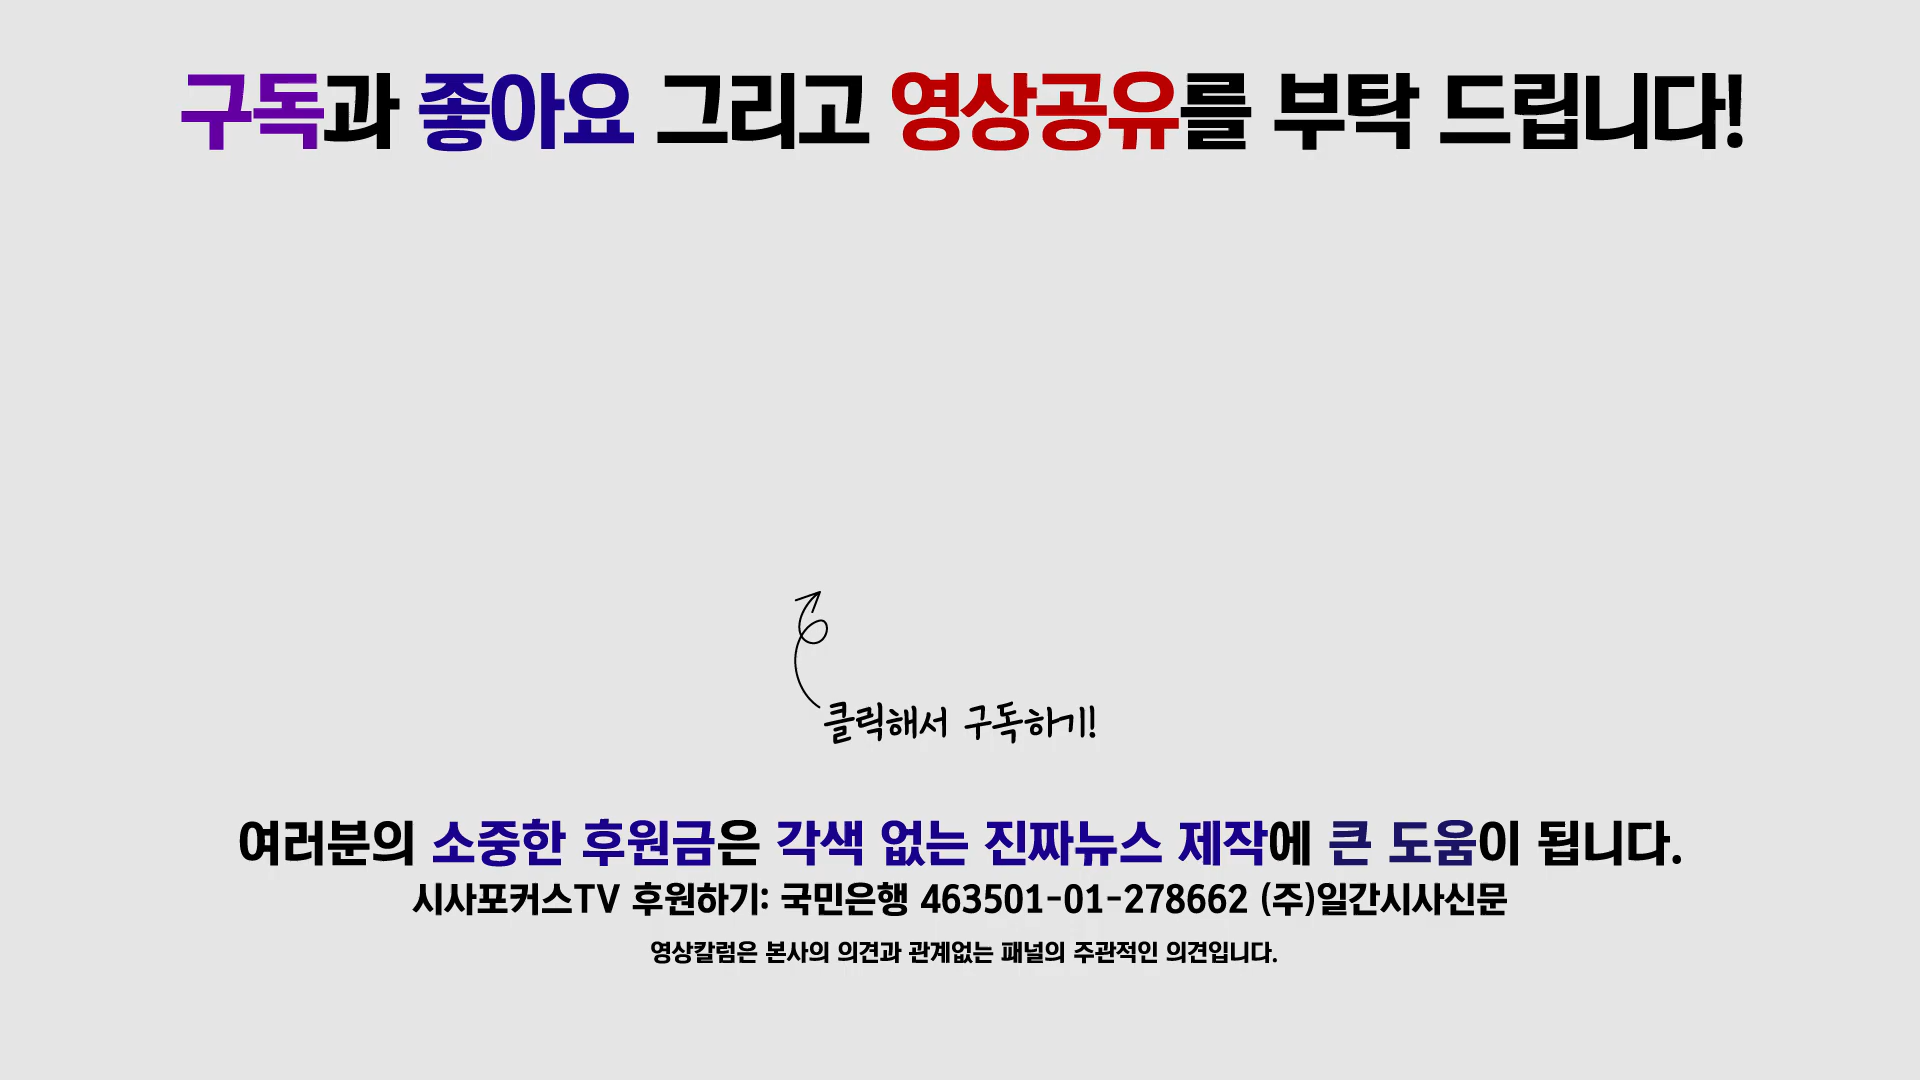 구독과 좋아요 그리고 영상공유를 부탁 드립니다!
클릭해서 구독하기!
여러분의 소중한 후원금은 각색 없는 진짜뉴스 제작에 큰 도움이 됩니다.
시사포커스TV 후원하기: 국민은행 463501-01-278662 (주)일간시사신문
영상칼럼은 본사의 의견과 관계없는 패널의 주관적인 의견입니다.